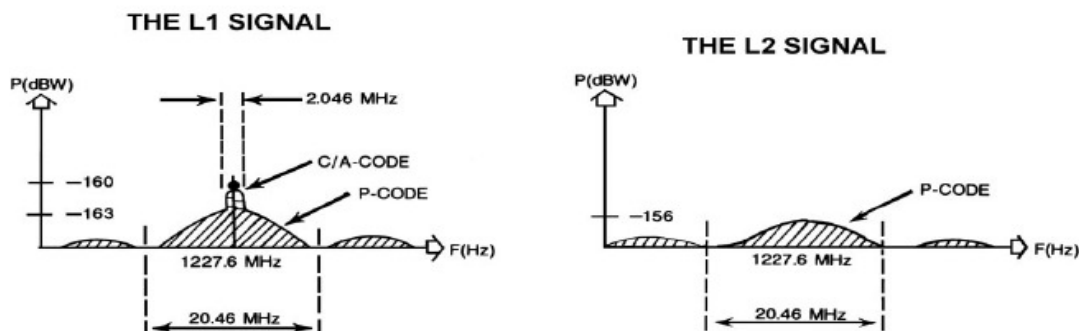 THE L1 SIGNAL
P(dBW)
2.046 MHz
C/A-CODE
P-CODE
-160
-163
F(Hz)
1227.6 MHz
20.46 MHz
THE L2 SIGNAL
P(dBW)
P-CODE
-156
F(Hz)
1227.6 MHz
20.46 MHz